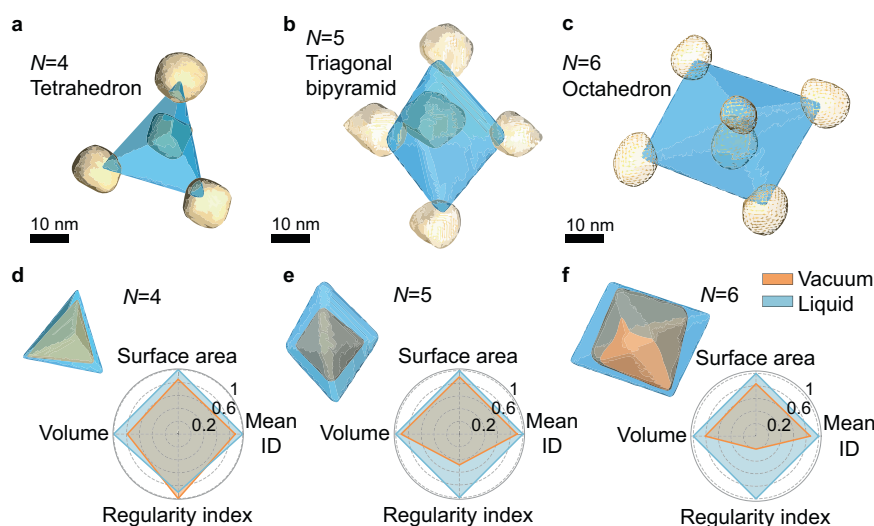 a
N=4
Tetrahedron
10 nm
b
N=5
Triagonal
bipyramid
10 nm
c
N=6
Octahedron
10 nm
d
N=4
Surface area
1
0.6
0.2
Mean
ID
Volume
Regularity index
e
N=5
Surface area
1
0.6
0.2
Mean
ID
Volume
Regularity index
f
N=6
Vacuum
Liquid
Surface area
1
0.6
0.2
Mean
ID
Volume
Regularity index